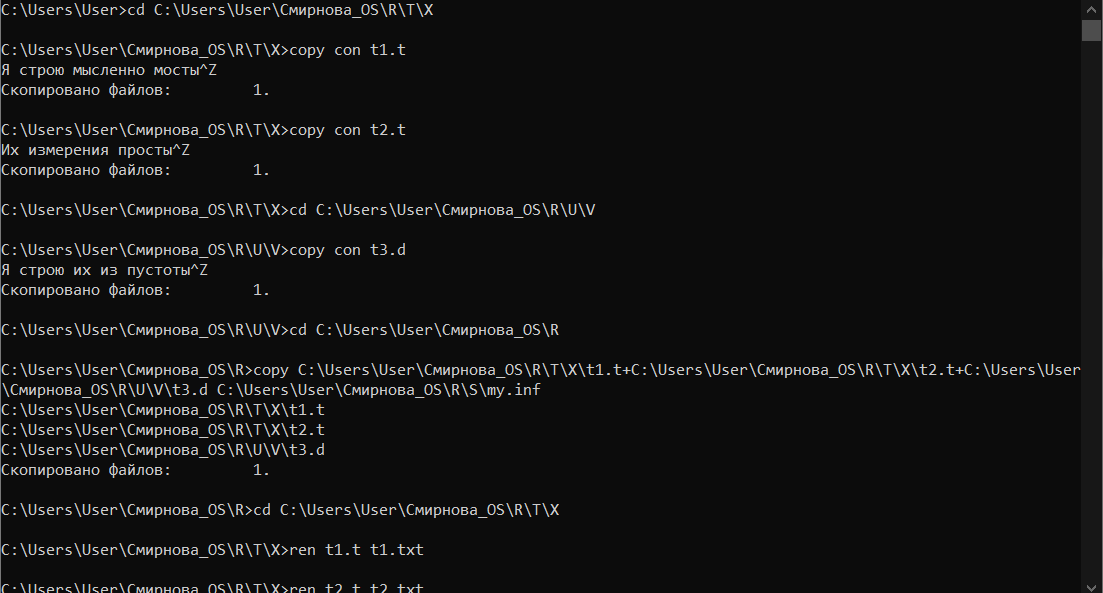 C:\Users\User>cd C:\Users\User\Смирнова_OS\R\T\X
C:\Users\User\Смирнова_OS\R\T\X>copy con t1.t
Я строю мысленно мосты^Z
Скопировано файлов:         1.
C:\Users\User\Смирнова_OS\R\T\X>copy con t2.t
Их измерения просты^Z
Скопировано файлов:         1.
C:\Users\User\Смирнова_OS\R\T\X>cd C:\Users\User\Смирнова_OS\R\U\V
C:\Users\User\Смирнова_OS\R\U\V>copy con t3.d
Я строю их из пустоты^Z
Скопировано файлов:         1.
C:\Users\User\Смирнова_OS\R\U\V>cd C:\Users\User\Смирнова_OS\R
C:\Users\User\Смирнова_OS\R>copy C:\Users\User\Смирнова_OS\R\T\X\t1.t+C:\Users\User\Смирнова_OS\R\T\X\t2.t+C:\Users\User
\Смирнова_OS\R\U\V\t3.d C:\Users\User\Смирнова_OS\R\S\my.inf
C:\Users\User\Смирнова_OS\R\T\X\t1.t
C:\Users\User\Смирнова_OS\R\T\X\t2.t
C:\Users\User\Смирнова_OS\R\U\V\t3.d
Скопировано файлов:         1.
C:\Users\User\Смирнова_OS\R>cd C:\Users\User\Смирнова_OS\R\T\X
C:\Users\User\Смирнова_OS\R\T\X>ren t1.t t1.txt
C:\Users\User\Смирнова_OS\R\T\X>ren t2.t t2.txt